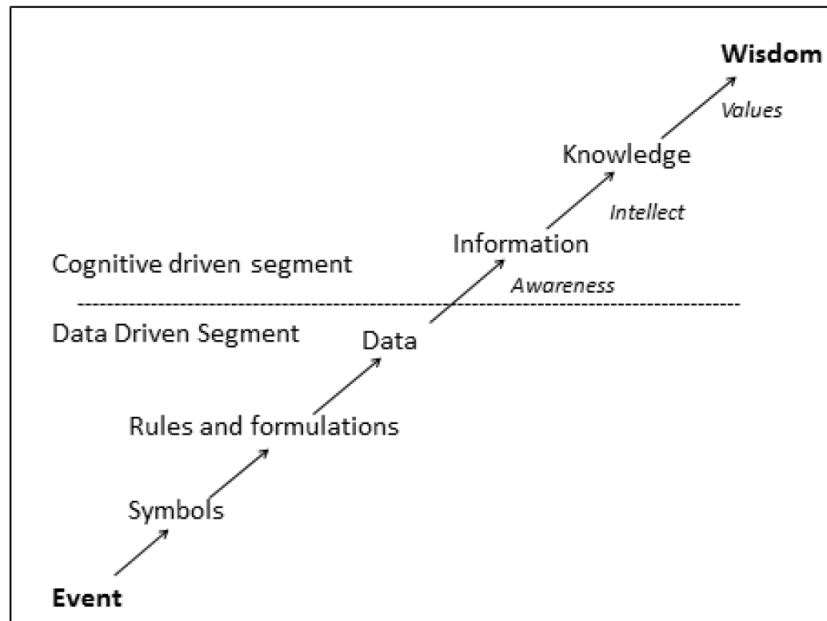 Wisdom
Values
Knowledge
Intellect
Information
Cognitive driven segment
Awareness
Data Driven Segment
Data
Rules and formulations
Symbols
Event